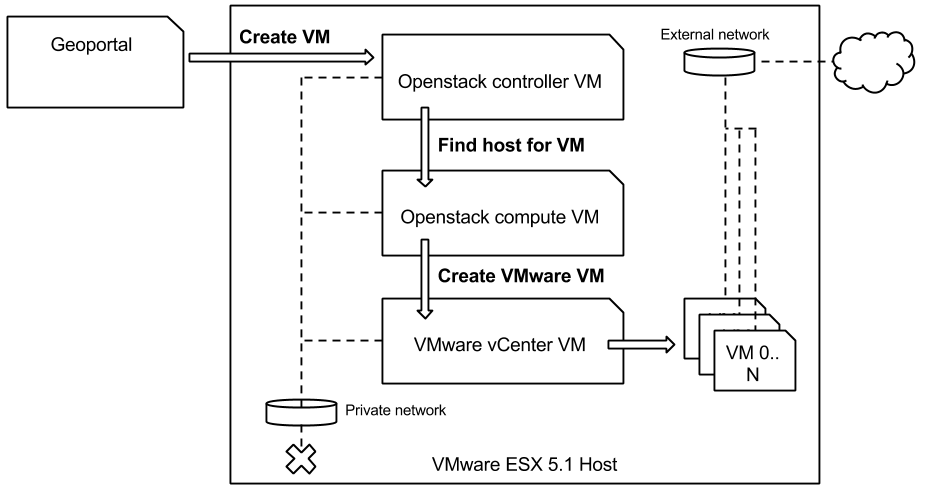 Geoportal
Create VM
External network
Openstack controller VM
Find host for VM
Openstack compute VM
Create VMware VM
VMware vCenter VM
VM 0..
N
Private network
VMware ESX 5.1 Host